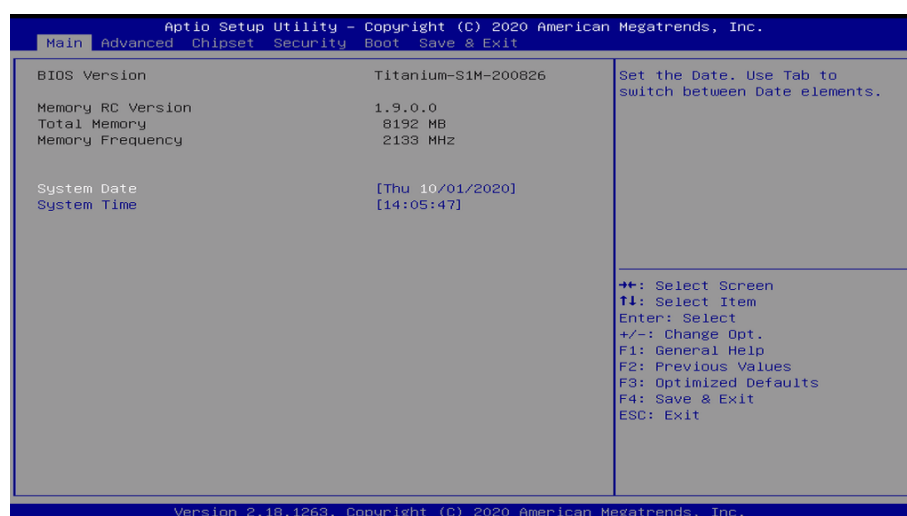 Aptio Setup Utility – Copyright (C) 2020 American Megatrends, Inc.
Main Advanced Chipset Security Boot Save & Exit
BIOS Version Titanium-S1M-200826
Memory RC Version 1.9.0.0
Total Memory 8192 MB
Memory Frequency 2133 MHz
System Date [Thu 10/01/2020]
System Time [14:05:47]
Set the Date. Use Tab to
switch between Date elements.
→←: Select Screen
↑↓: Select Item
Enter: Select
+/-: Change Opt.
F1: General Help
F2: Previous Values
F3: Optimized Defaults
F4: Save & Exit
ESC: Exit
Version 2.18.1263. Copyright (C) 2020 American Megatrends, Inc.